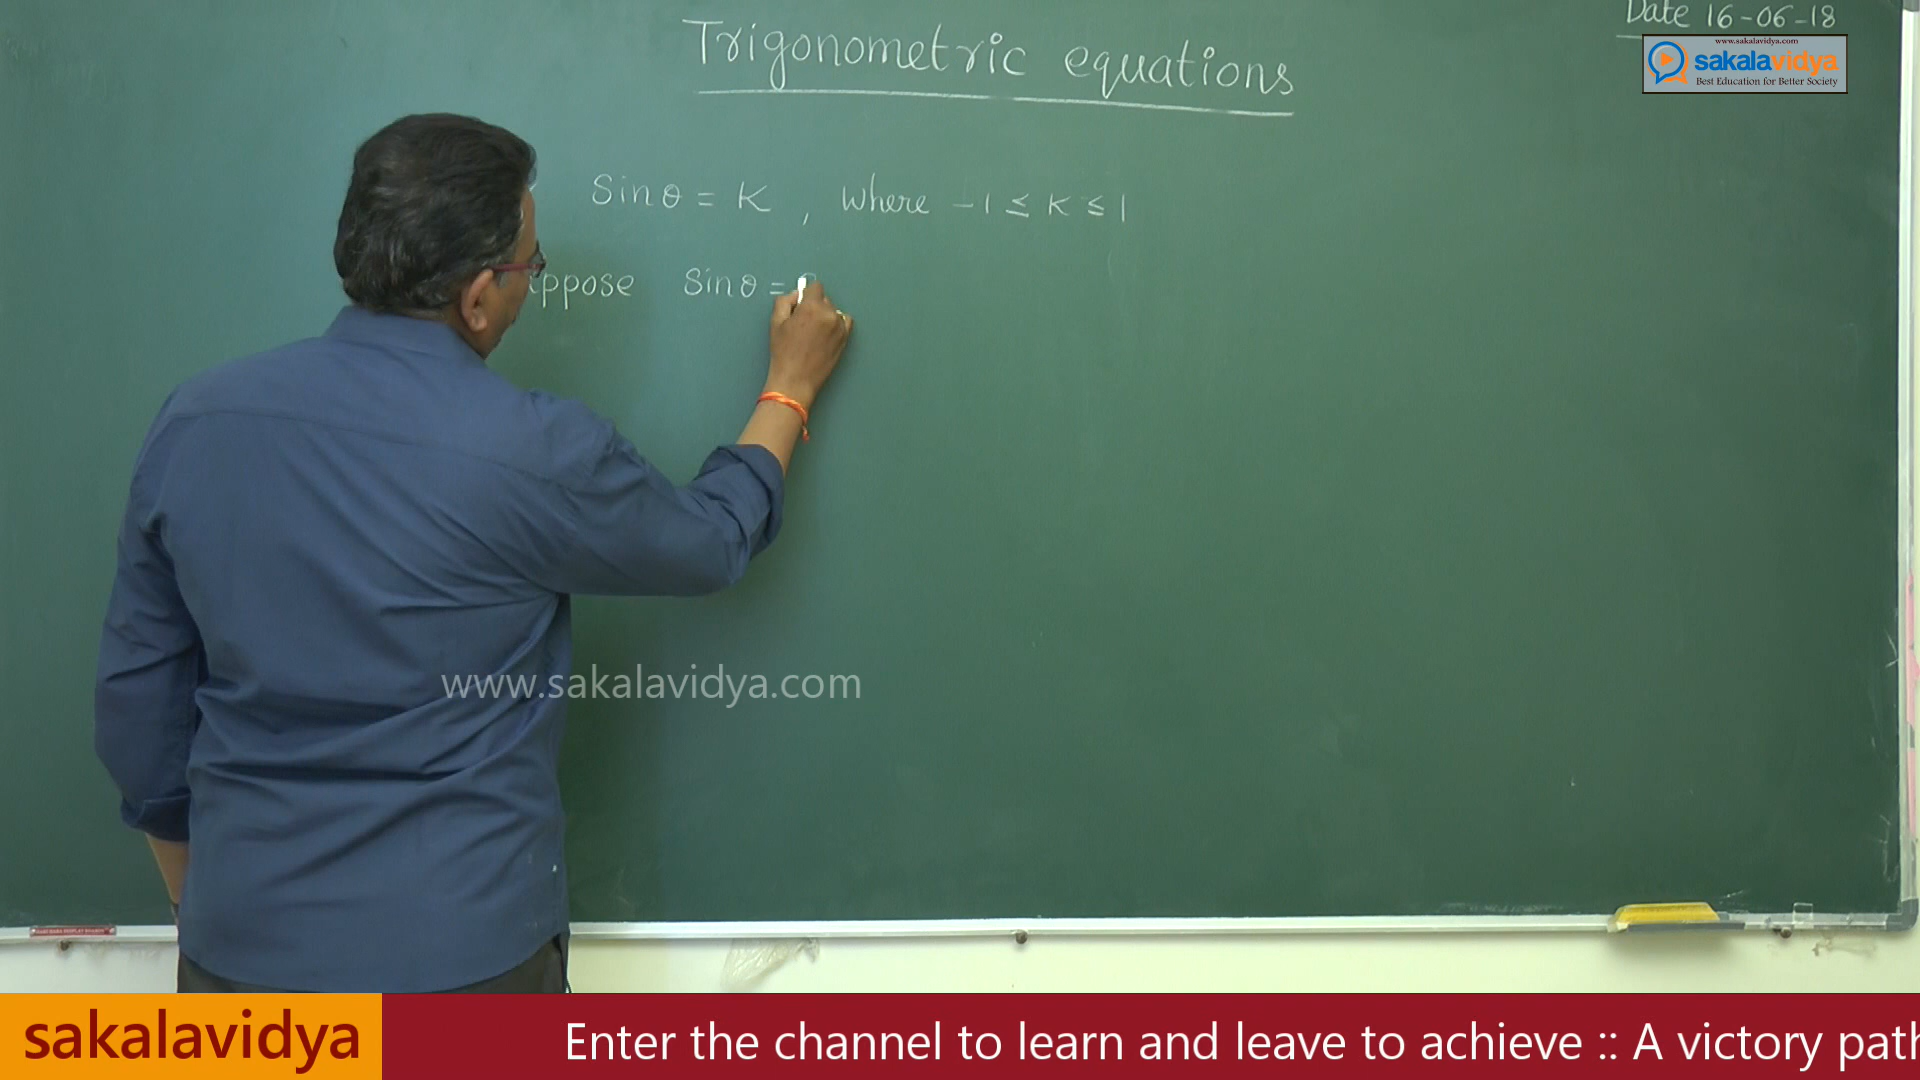 Date 16-06-18
www.sakalavidya.com
sakalavidya
Best Education for Better Society
Trigonometric equations
Sinθ = K , Where -1 ≤ K ≤ 1
Sinθ =
www.sakalavidya.com
sakalavidya
Enter the channel to learn and leave to achieve :: A victory path